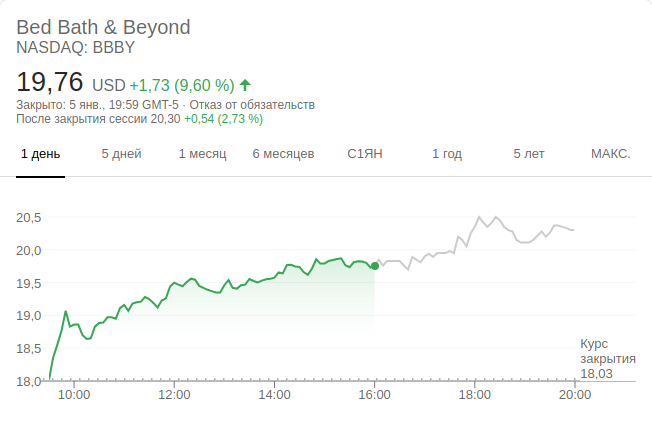 Bed Bath & Beyond
NASDAQ: BBBY
19,76 USD +1,73 (9,60 %)
Закрыто: 5 янв., 19:59 GMT-5 · Отказ от обязательств
После закрытия сессии 20,30 +0,54 (2,73 %)
1 день 5 дней 1 месяц 6 месяцев С1ЯН 1 год 5 лет МАКС.
20,5
20,0
19,5
19,0
18,5
18,0
Курс
закрытия
18,03
10:00 12:00 14:00 16:00 18:00 20:00